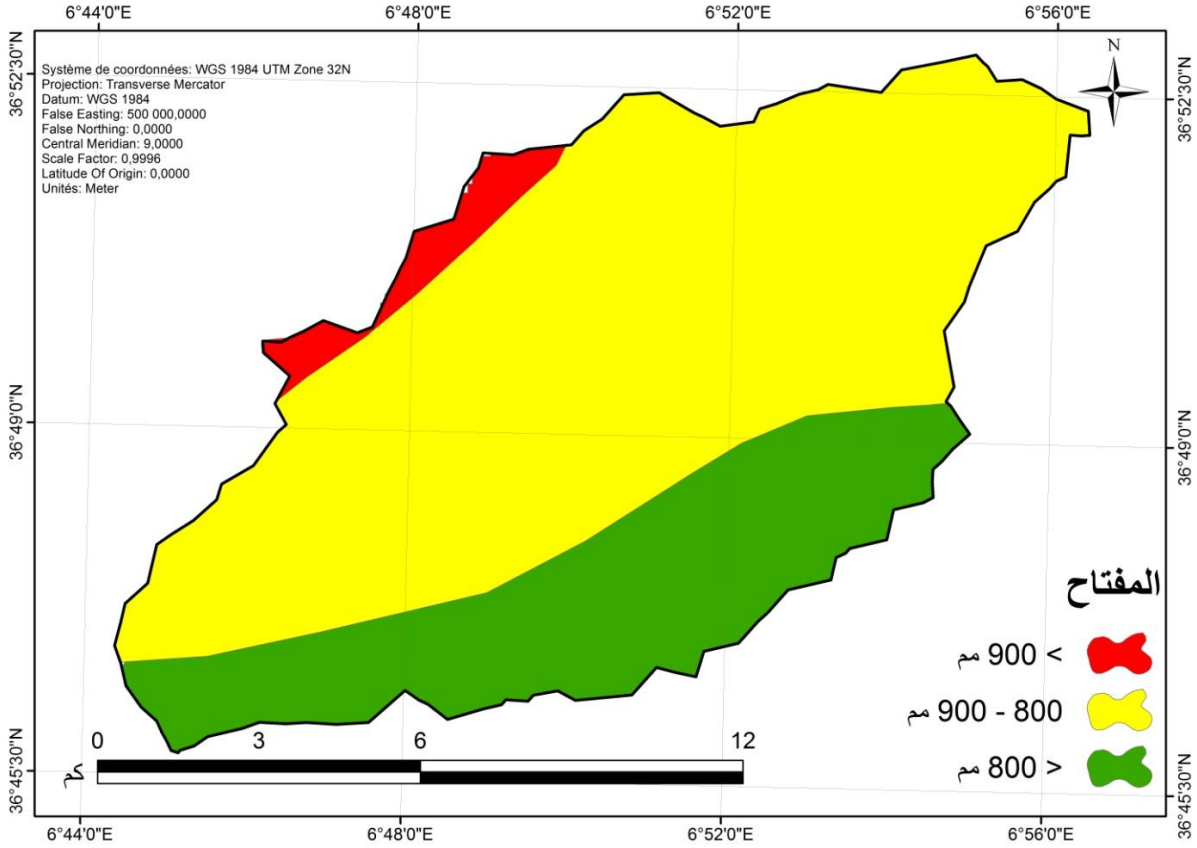 6°44'0"E
6°48'0"E
6°52'0"E
6°56'0"E
36°52'30"N
36°52'30"N
N
Système de coordonnées: WGS 1984 UTM Zone 32N
Projection: Transverse Mercator
Datum: WGS 1984
False Easting: 500 000,0000
False Northing: 0,0000
Central Meridian: 9,0000
Scale Factor: 0,9996
Latitude Of Origin: 0,0000
Unités: Meter
36°49'0"N
36°49'0"N
المفتاح
< 900 مم
800 - 900 مم
> 800 مم
0 3 6 12
كم
36°45'30"N
36°45'30"N
6°44'0"E
6°48'0"E
6°52'0"E
6°56'0"E